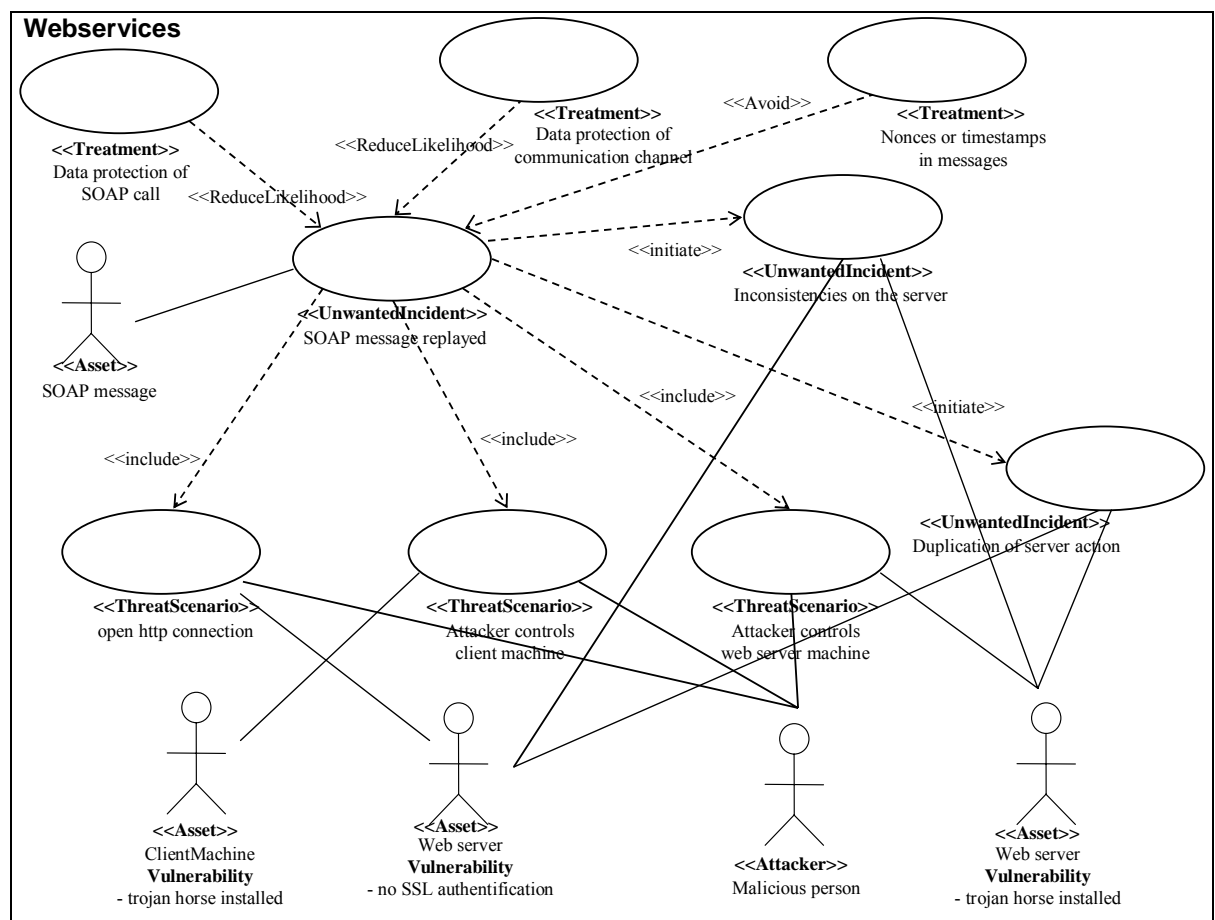 Webservices
<<Treatment>>
Data protection of
SOAP call
<<Treatment>>
Data protection of
communication channel
<<Treatment>>
Nonces or timestamps
in messages
<<Avoid>>
<<ReduceLikelihood>>
<<ReduceLikelihood>>
<<initiate>>
<<UnwantedIncident>>
Inconsistencies on the server
<<UnwantedIncident>>
SOAP message replayed
<<Asset>>
SOAP message
<<include>>
<<include>>
<<include>>
<<initiate>>
<<UnwantedIncident>>
Duplication of server action
<<ThreatScenario>>
open http connection
<<ThreatScenario>>
Attacker controls
client machine
<<ThreatScenario>>
Attacker controls
web server machine
<<Asset>>
ClientMachine
Vulnerability
- trojan horse installed
<<Asset>>
Web server
Vulnerability
- no SSL authentification
<<Attacker>>
Malicious person
<<Asset>>
Web server
Vulnerability
- trojan horse installed